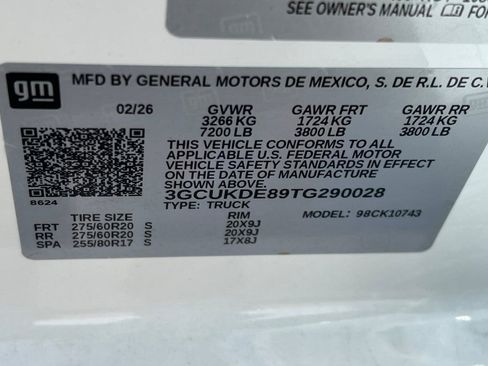 SEE OWNER'S MANUAL FOR
gm
MFD BY GENERAL MOTORS DE MEXICO, S. DE R.L. DE C.V
02/26 GVWR GAWR FRT GAWR RR
3266 KG 1724 KG 1724 KG
7200 LB 3800 LB 3800 LB
THIS VEHICLE CONFORMS TO ALL
APPLICABLE U.S. FEDERAL MOTOR
VEHICLE SAFETY STANDARDS IN EFFECT
ON THE DATE OF MANUFACTURE SHOWN ABOVE.
8624 3GCUKDE89TG290028
TYPE: TRUCK MODEL: 98CK10743
TIRE SIZE RIM
FRT 275/60R20 S 20X9J
RR 275/60R20 S 20X9J
SPA 255/80R17 S 17X8J